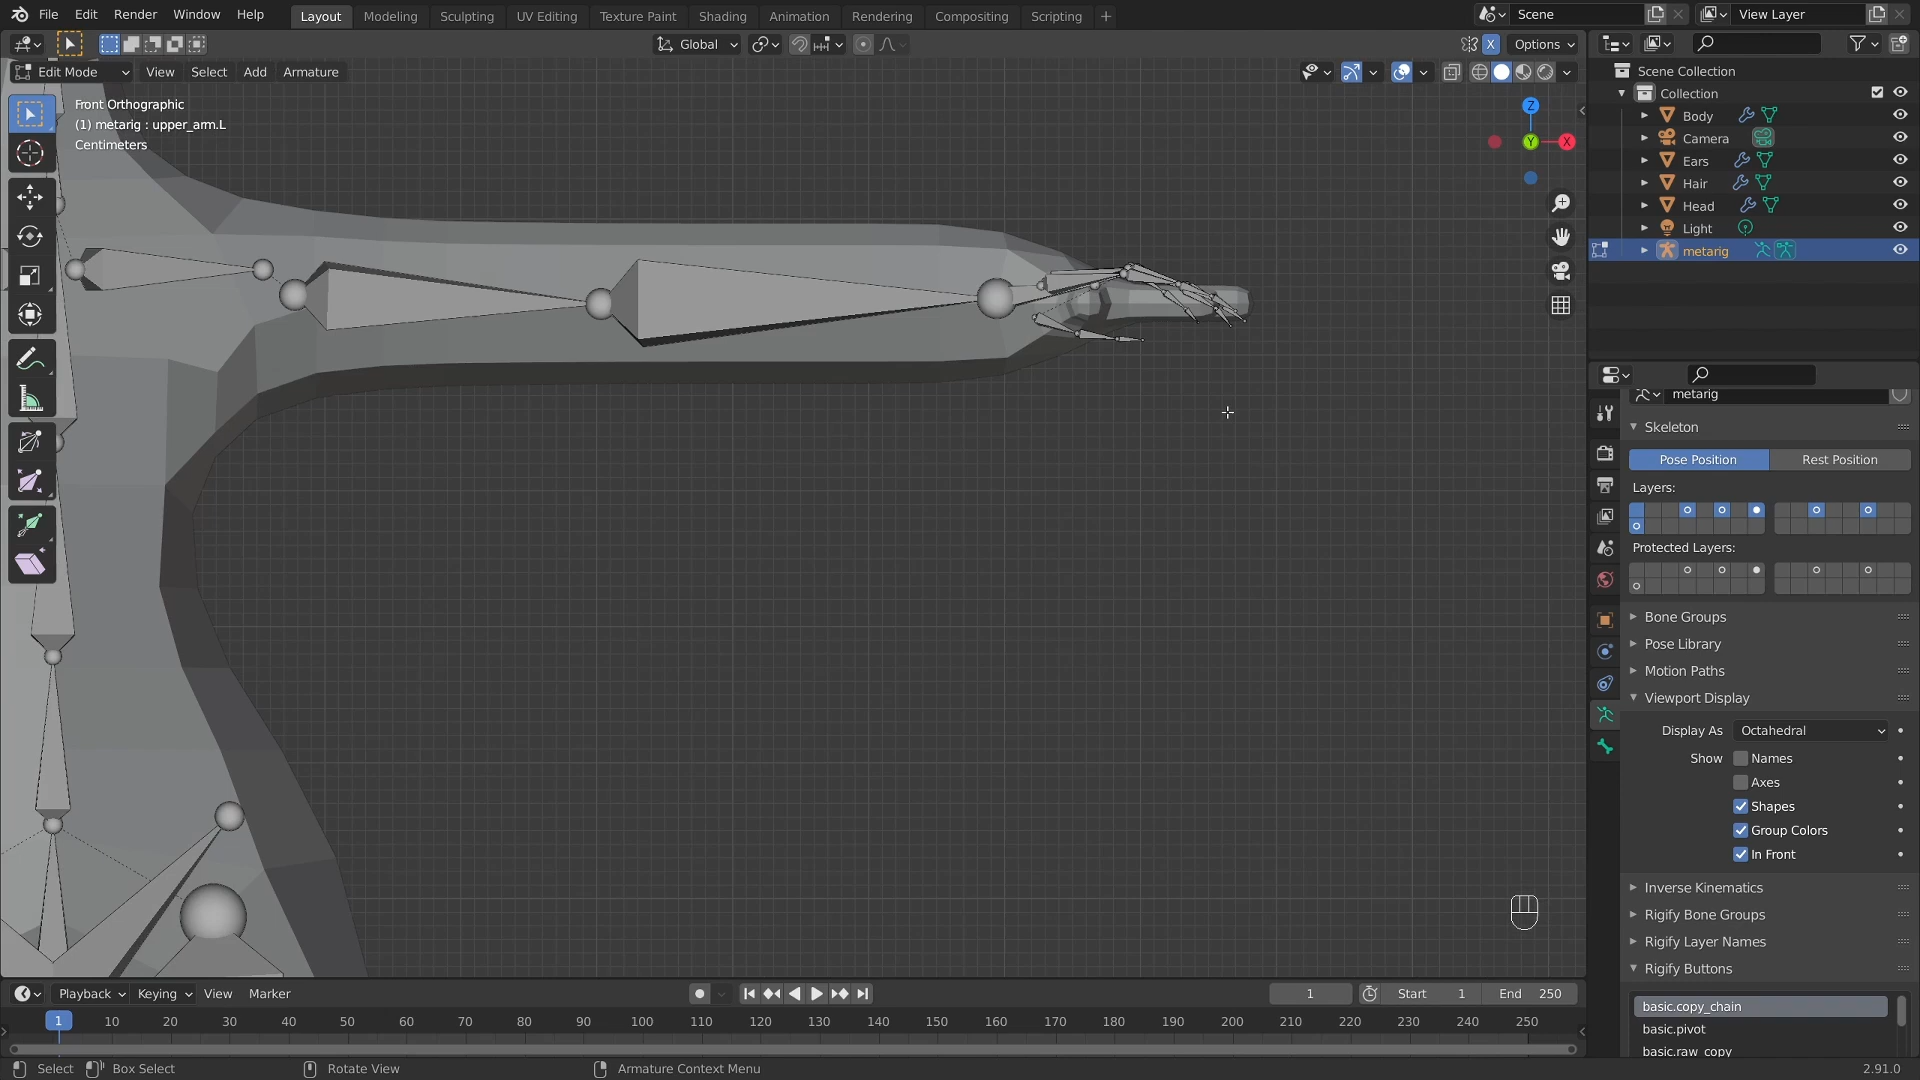 File Edit Render Window Help Layout Modeling Sculpting UV Editing Texture Paint Shading Animation Rendering Compositing Scripting + Scene View Layer
Global X Options
Edit Mode View Select Add Armature
Front Orthographic
(1) metarig : upper_arm.L
Centimeters
Z
Y
X
Scene Collection
Collection
Body
Camera
Ears
Hair
Head
Light
metarig
metarig
Skeleton
Pose Position Rest Position
Layers:
Protected Layers:
Bone Groups
Pose Library
Motion Paths
Viewport Display
Display As Octahedral
Show Names
Axes
Shapes
Group Colors
In Front
Inverse Kinematics
Rigify Bone Groups
Rigify Layer Names
Rigify Buttons
basic.copy_chain
basic.pivot
basic.raw_copy
Playback Keying View Marker 1 Start 1 End 250
1 10 20 30 40 50 60 70 80 90 100 110 120 130 140 150 160 170 180 190 200 210 220 230 240 250
Select Box Select Rotate View Armature Context Menu 2.91.0